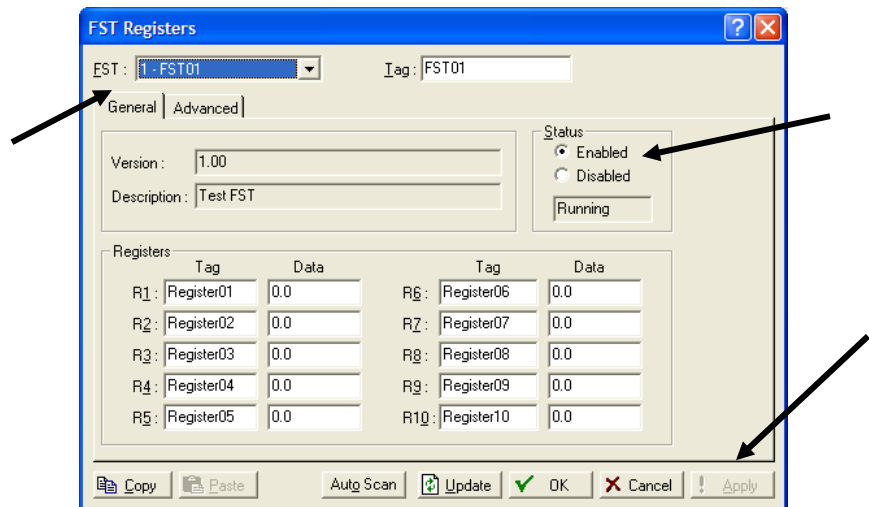 FST Registers
FST : 1 - FST01 Tag : FST01
General Advanced
Version : 1.00
Description : Test FST
Status
Enabled
Disabled
Running
Registers
Tag Data Tag Data
R1 : Register01 0.0 R6 : Register06 0.0
R2 : Register02 0.0 R7 : Register07 0.0
R3 : Register03 0.0 R8 : Register08 0.0
R4 : Register04 0.0 R9 : Register09 0.0
R5 : Register05 0.0 R10 : Register10 0.0
Copy Paste Auto Scan Update OK Cancel ! Apply